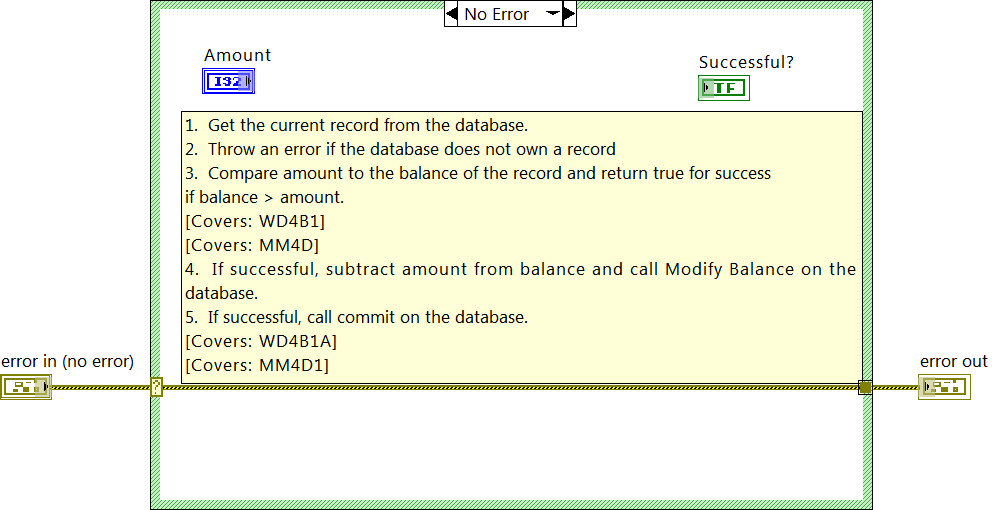 No Error
Amount
I32
Successful?
TF
1. Get the current record from the database.
2. Throw an error if the database does not own a record
3. Compare amount to the balance of the record and return true for success
if balance > amount.
[Covers: WD4B1]
[Covers: MM4D]
4. If successful, subtract amount from balance and call Modify Balance on the
database.
5. If successful, call commit on the database.
[Covers: WD4B1A]
[Covers: MM4D1]
error in (no error)
?
error out